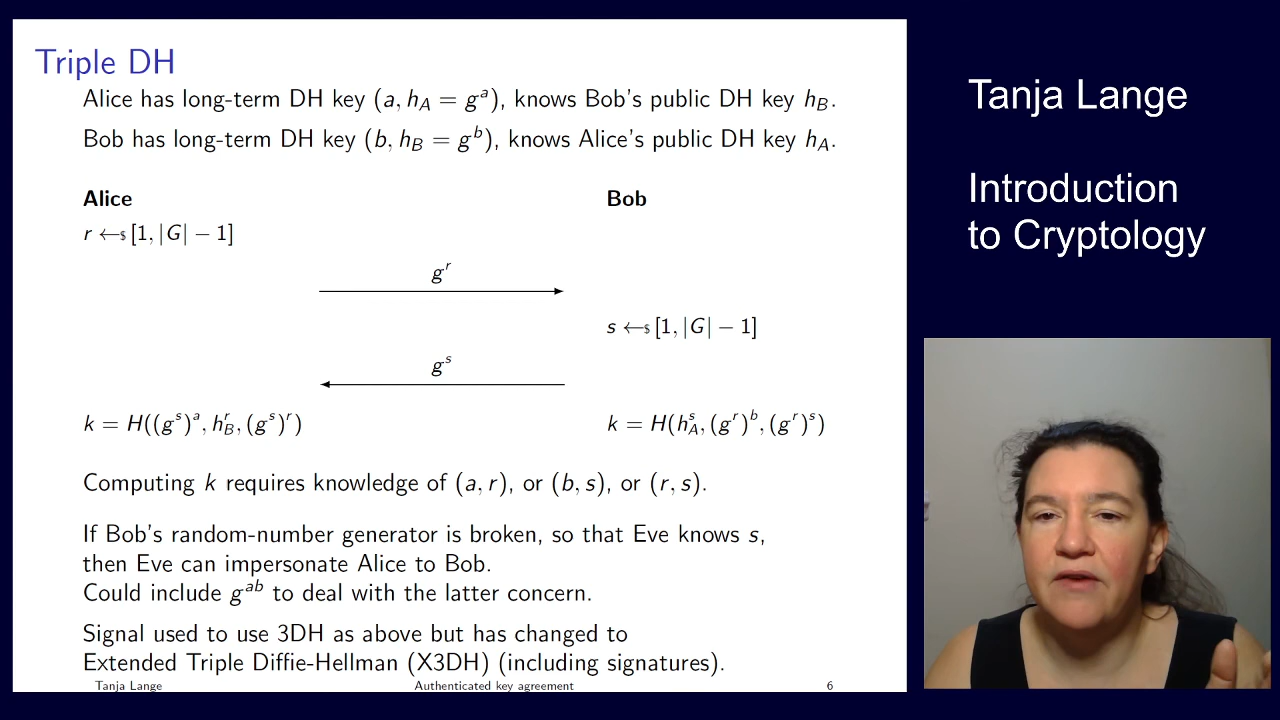 Triple DH
Alice has long-term DH key (a, h_A = g^a), knows Bob's public DH key h_B.
Bob has long-term DH key (b, h_B = g^b), knows Alice's public DH key h_A.
Alice Bob
r ←$ [1, |G| − 1]
g^r
s ←$ [1, |G| − 1]
g^s
k = H((g^s)^a, h_B^r, (g^s)^r) k = H(h_A^s, (g^r)^b, (g^r)^s)
Computing k requires knowledge of (a, r), or (b, s), or (r, s).
If Bob's random-number generator is broken, so that Eve knows s,
then Eve can impersonate Alice to Bob.
Could include g^{ab} to deal with the latter concern.
Signal used to use 3DH as above but has changed to
Extended Triple Diffie-Hellman (X3DH) (including signatures).
Tanja Lange Authenticated key agreement 6
Tanja Lange
Introduction
to Cryptology